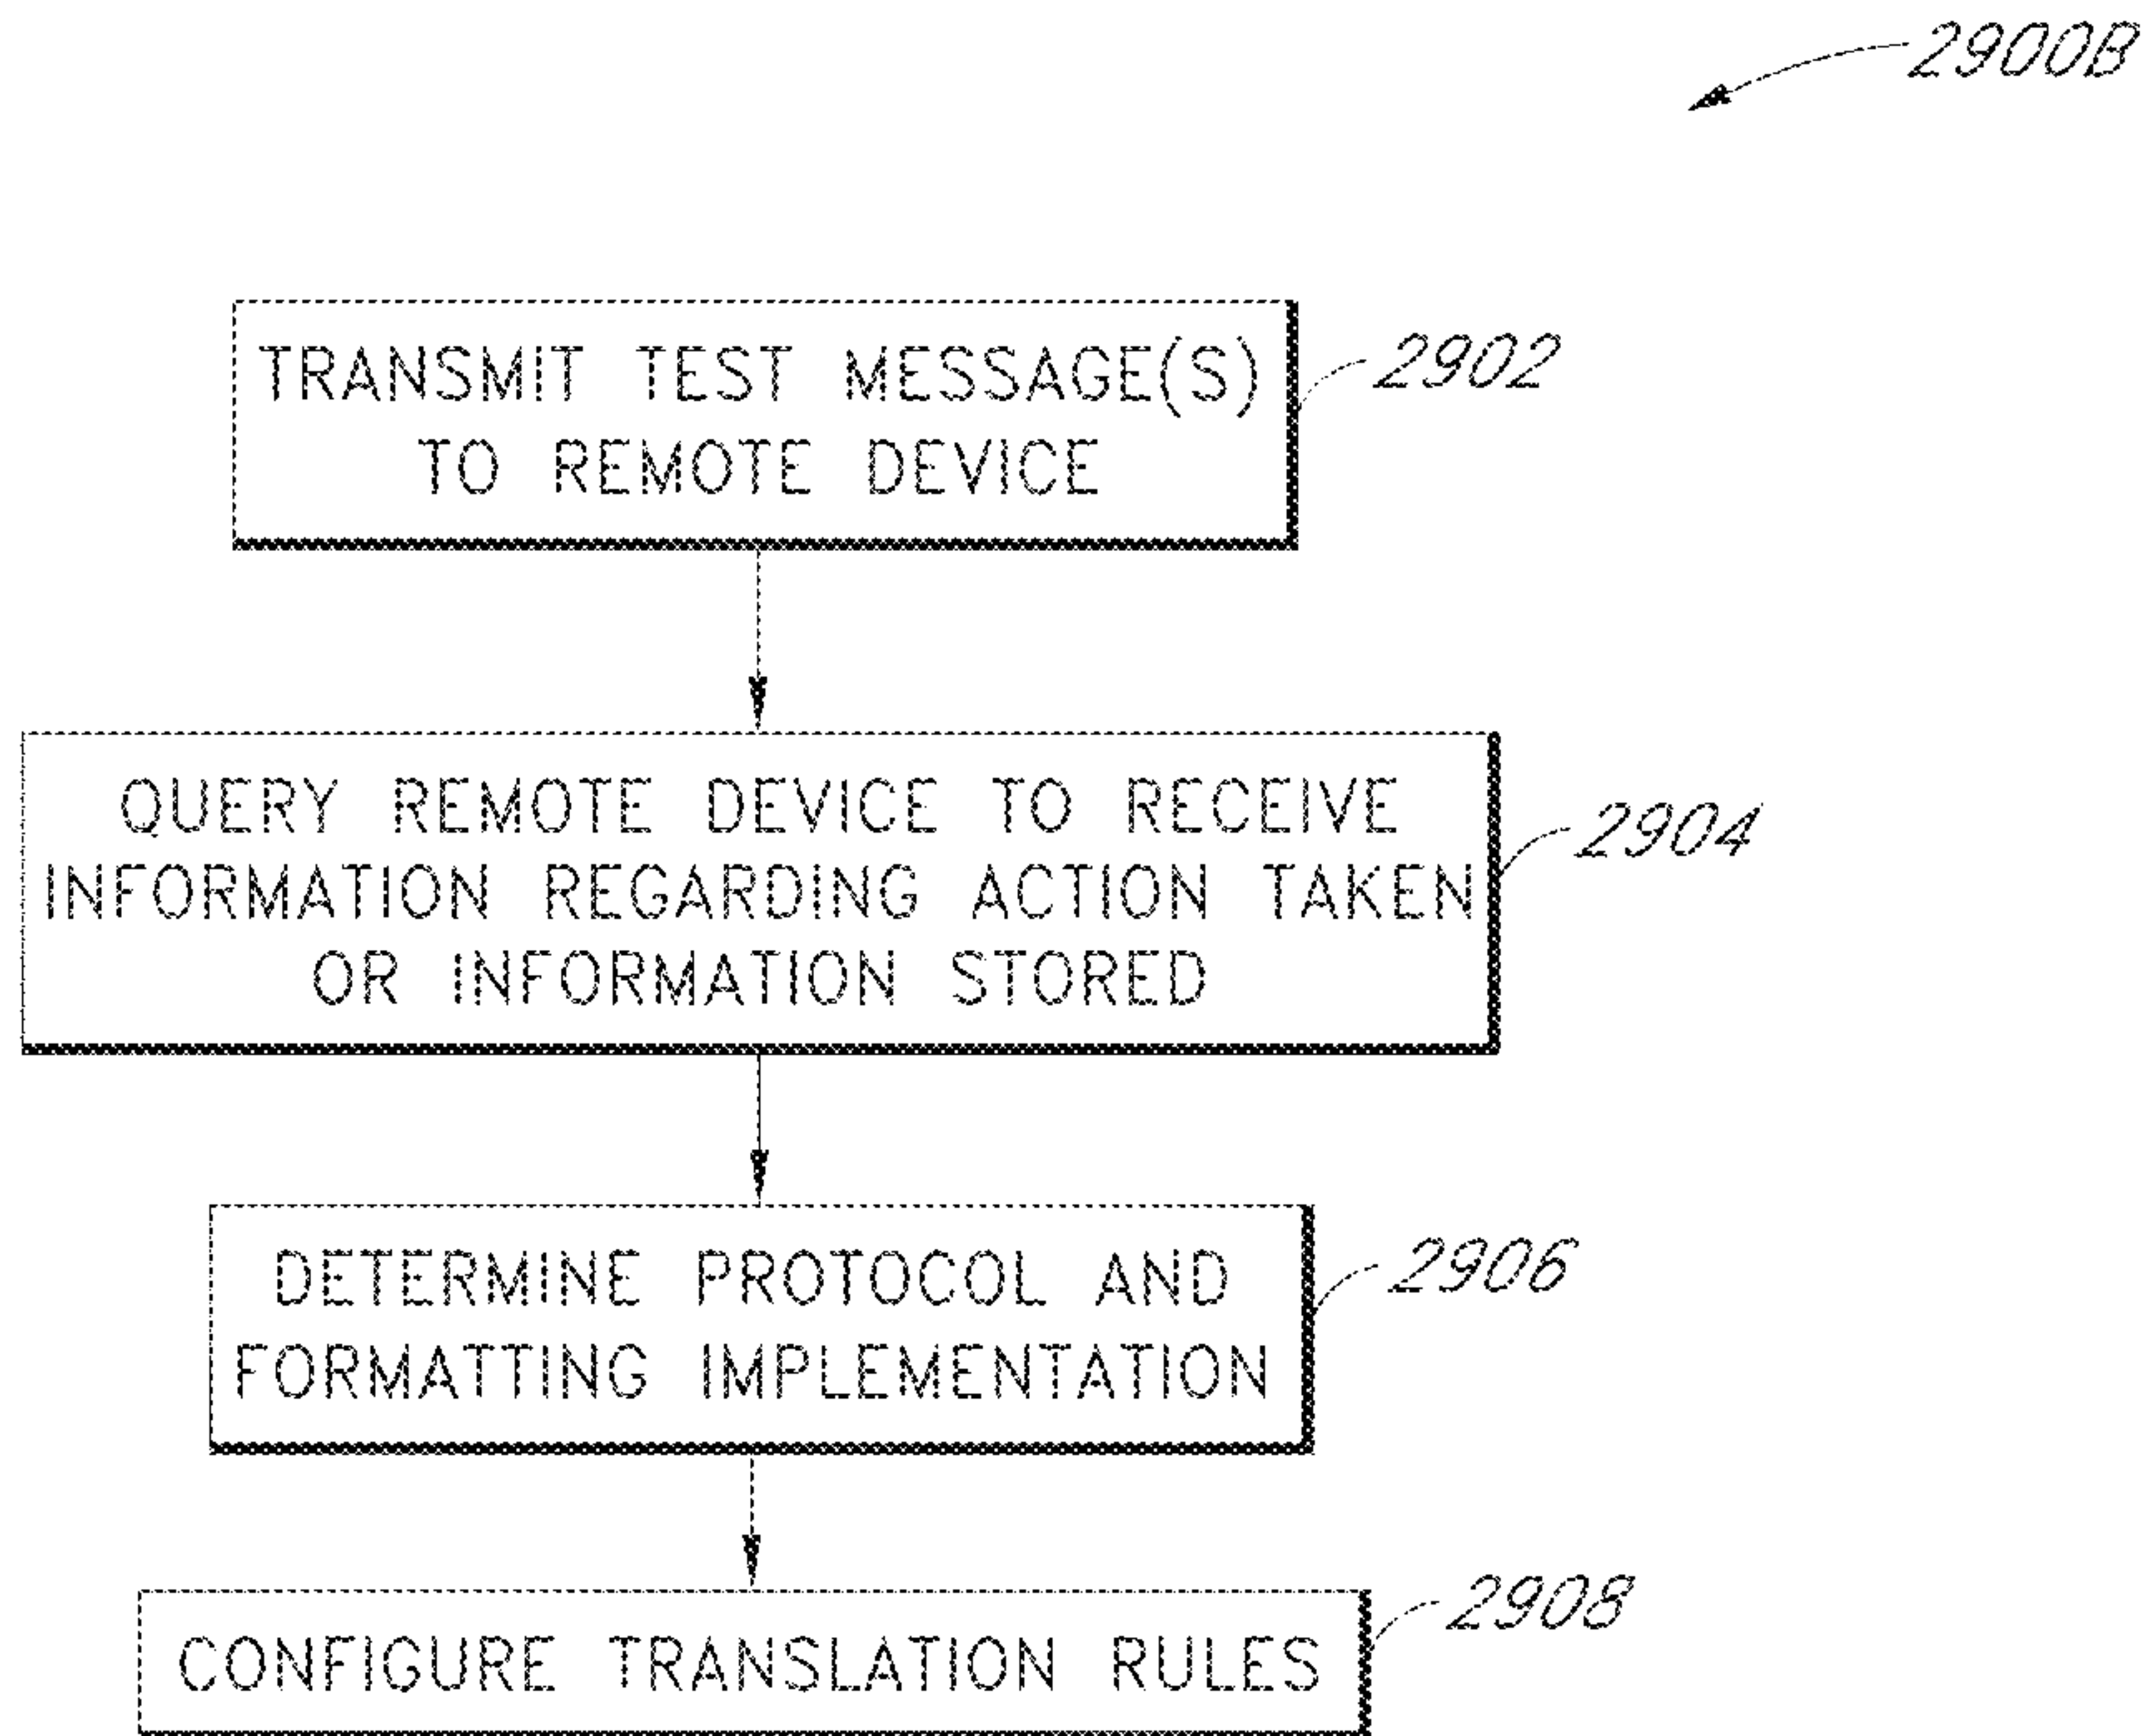 2900B
TRANSMIT TEST MESSAGE(S)
TO REMOTE DEVICE
2902
QUERY REMOTE DEVICE TO RECEIVE
INFORMATION REGARDING ACTION TAKEN
OR INFORMATION STORED
2904
DETERMINE PROTOCOL AND
FORMATTING IMPLEMENTATION
2906
CONFIGURE TRANSLATION RULES
2908